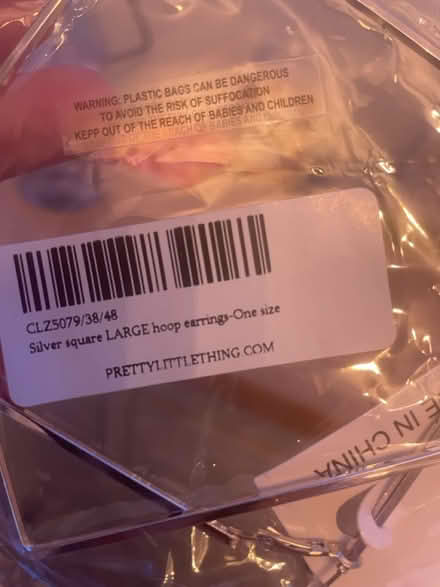 WARNING: PLASTIC BAGS CAN BE DANGEROUS
TO AVOID THE RISK OF SUFFOCATION
KEPP OUT OF THE REACH OF BABIES AND CHILDREN
CLZ5079/38/48
Silver square LARGE hoop earrings-One size
PRETTYLITTLETHING.COM
IN CHINA